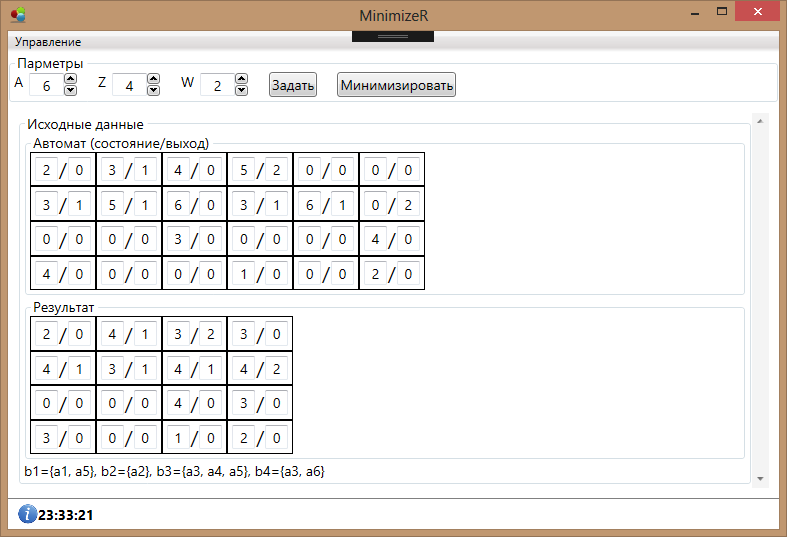 MinimizeR
Управление
Парметры
A 6 Z 4 W 2 Задать Минимизировать
Исходные данные
Автомат (состояние/выход)
2 / 0 3 / 1 4 / 0 5 / 2 0 / 0 0 / 0
3 / 1 5 / 1 6 / 0 3 / 1 6 / 1 0 / 2
0 / 0 0 / 0 3 / 0 0 / 0 0 / 0 4 / 0
4 / 0 0 / 0 0 / 0 1 / 0 0 / 0 2 / 0
Результат
2 / 0 4 / 1 3 / 2 3 / 0
4 / 1 3 / 1 4 / 1 4 / 2
0 / 0 0 / 0 4 / 0 3 / 0
3 / 0 0 / 0 1 / 0 2 / 0
b1={a1, a5}, b2={a2}, b3={a3, a4, a5}, b4={a3, a6}
23:33:21